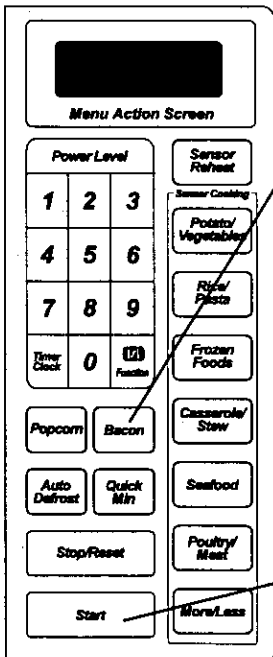 Menu Action Screen
Power Level
1 2 3
4 5 6
7 8 9
Timer
Clock
0
Function
Popcorn
Bacon
Auto
Defrost
Quick
Min
Stop/Reset
Start
Sensor
Reheat
Sensor Cooking
Potato/
Vegetables
Rice/
Pasta
Frozen
Foods
Casserole/
Stew
Seafood
Poultry/
Meat
More/Less